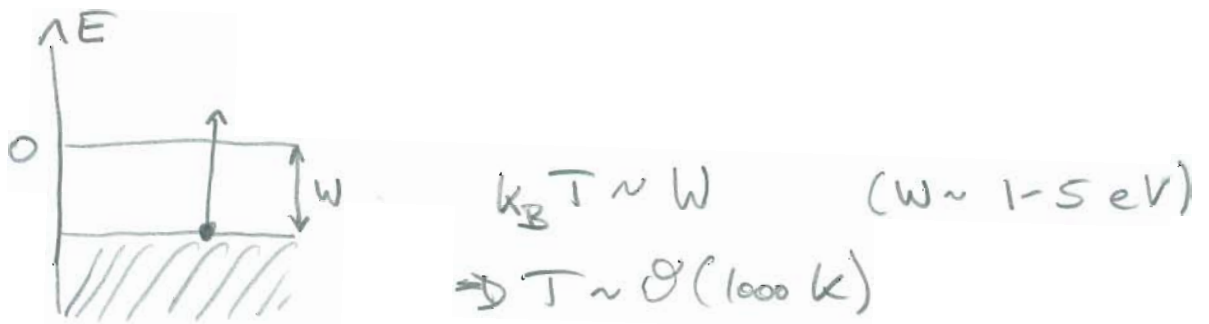 E
0
W
k_B T ~ W (W ~ 1-5 eV)
⇒ T ~ O(1000 K)